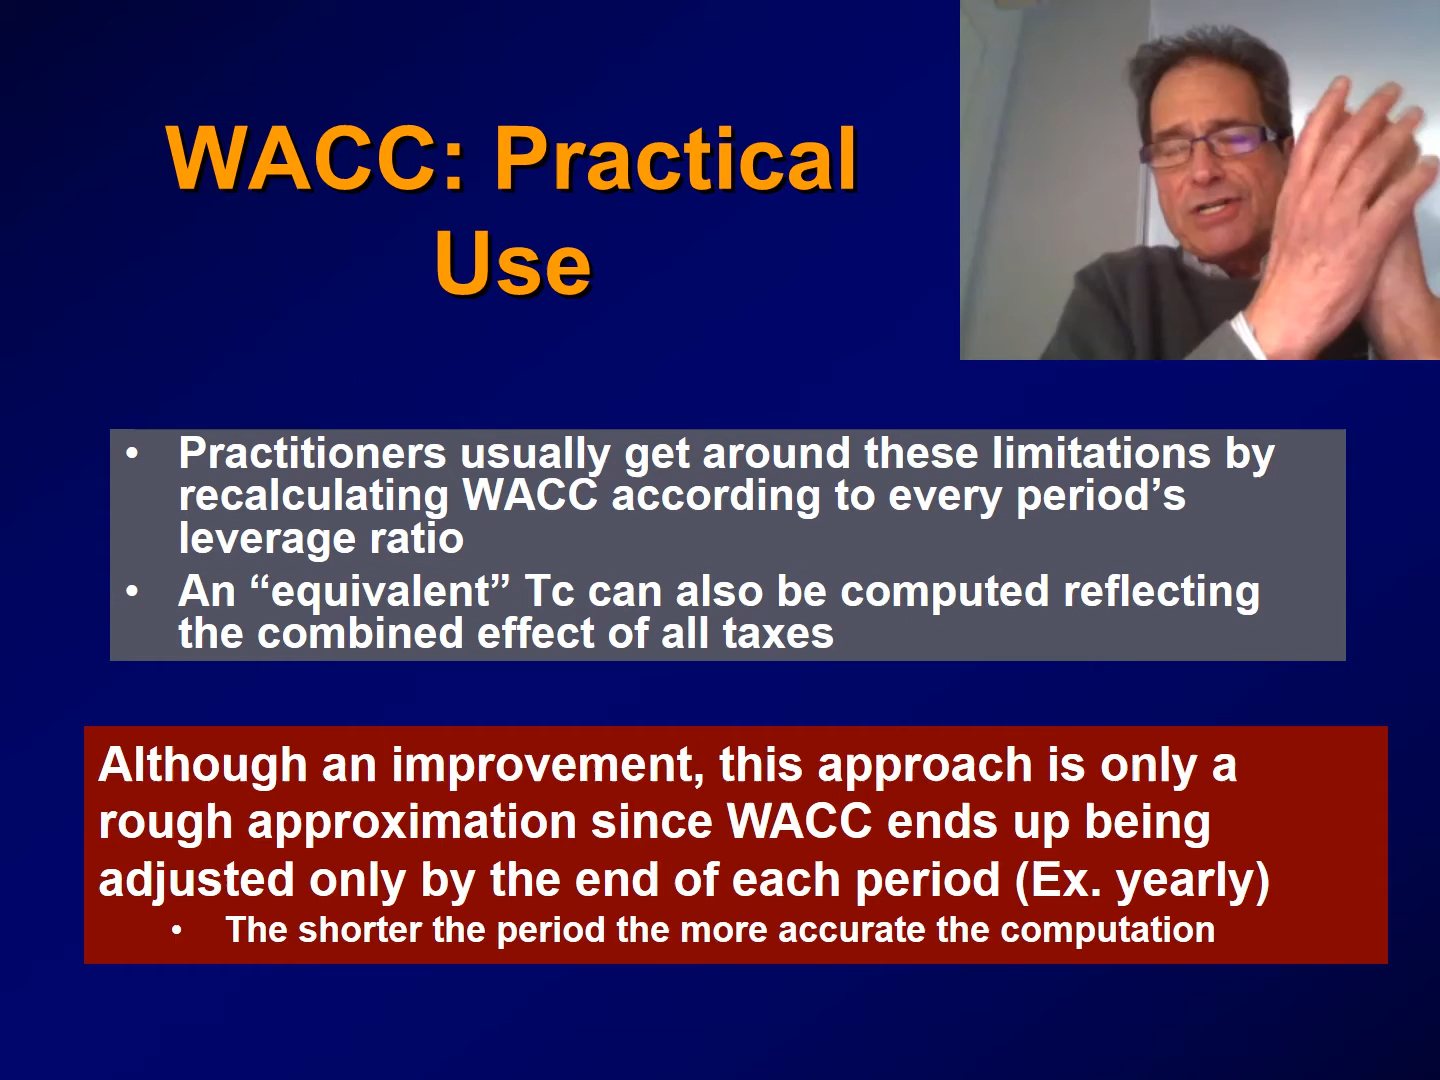 WACC: Practical
Use
• Practitioners usually get around these limitations by
recalculating WACC according to every period’s
leverage ratio
• An “equivalent” Tc can also be computed reflecting
the combined effect of all taxes
Although an improvement, this approach is only a
rough approximation since WACC ends up being
adjusted only by the end of each period (Ex. yearly)
• The shorter the period the more accurate the computation